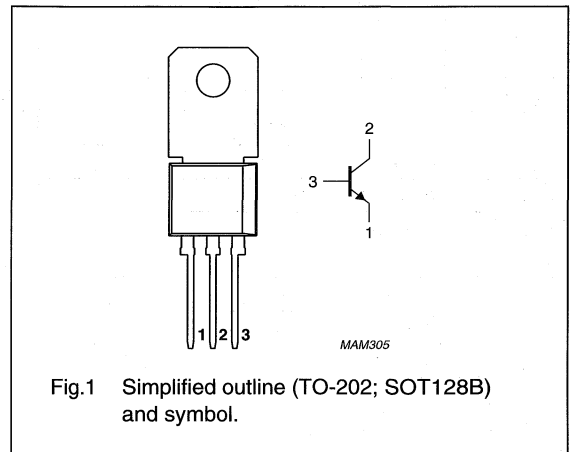 2
3
1
1 2 3
MAM305
Fig.1 Simplified outline (TO-202; SOT128B)
and symbol.